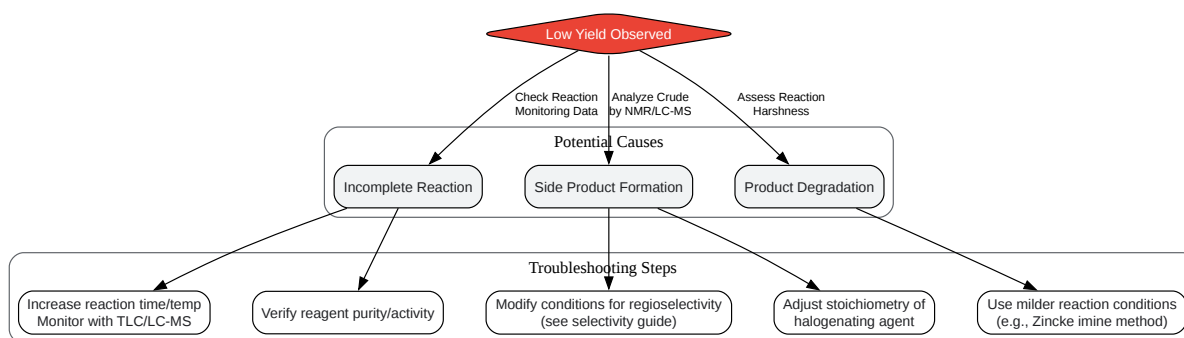 Low Yield Observed
Check Reaction
Monitoring Data
Analyze Crude
by NMR/LC-MS
Assess Reaction
Harshness
Potential Causes
Incomplete Reaction
Side Product Formation
Product Degradation
Troubleshooting Steps
Increase reaction time/temp
Monitor with TLC/LC-MS
Verify reagent purity/activity
Modify conditions for regioselectivity
(see selectivity guide)
Adjust stoichiometry of
halogenating agent
Use milder reaction conditions
(e.g., Zincke imine method)